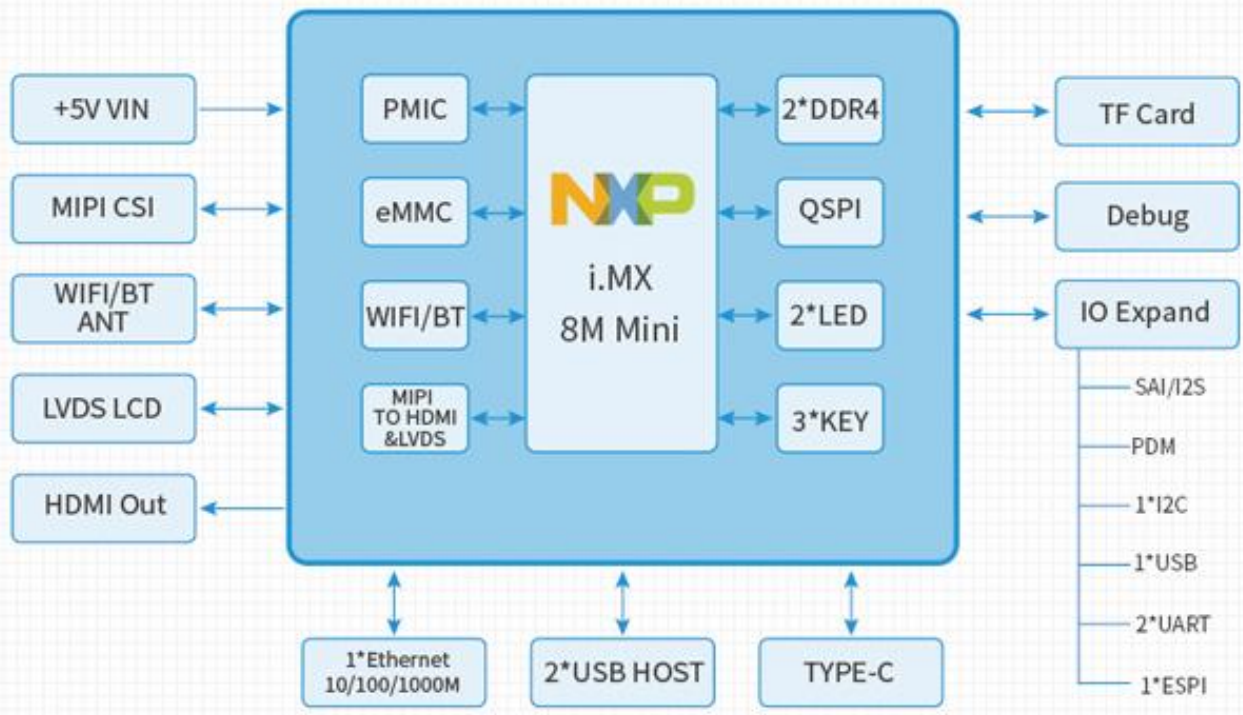 +5V VIN
MIPI CSI
WIFI/BT
ANT
LVDS LCD
HDMI Out
PMIC
eMMC
WIFI/BT
MIPI
TO HDMI
&LVDS
NXP
i.MX
8M Mini
2*DDR4
QSPI
2*LED
3*KEY
TF Card
Debug
IO Expand
SAI/I2S
PDM
1*I2C
1*USB
2*UART
1*ESPI
1*Ethernet
10/100/1000M
2*USB HOST
TYPE-C